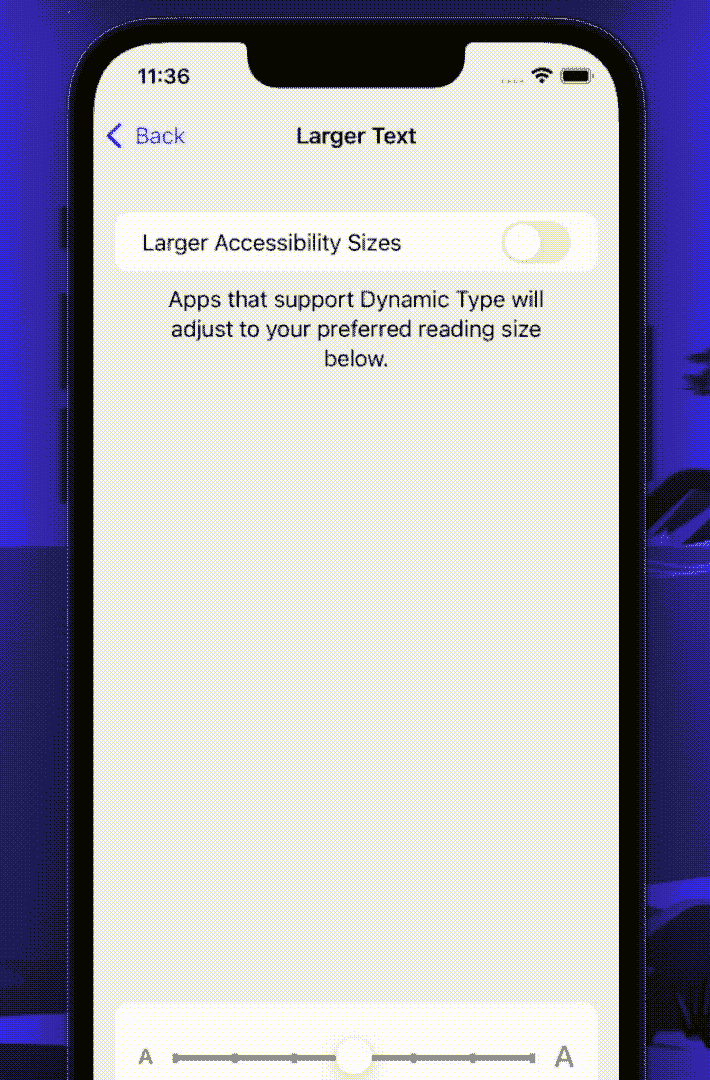 11:36
Back
Larger Text
Larger Accessibility Sizes
Apps that support Dynamic Type will
adjust to your preferred reading size
below.
A A